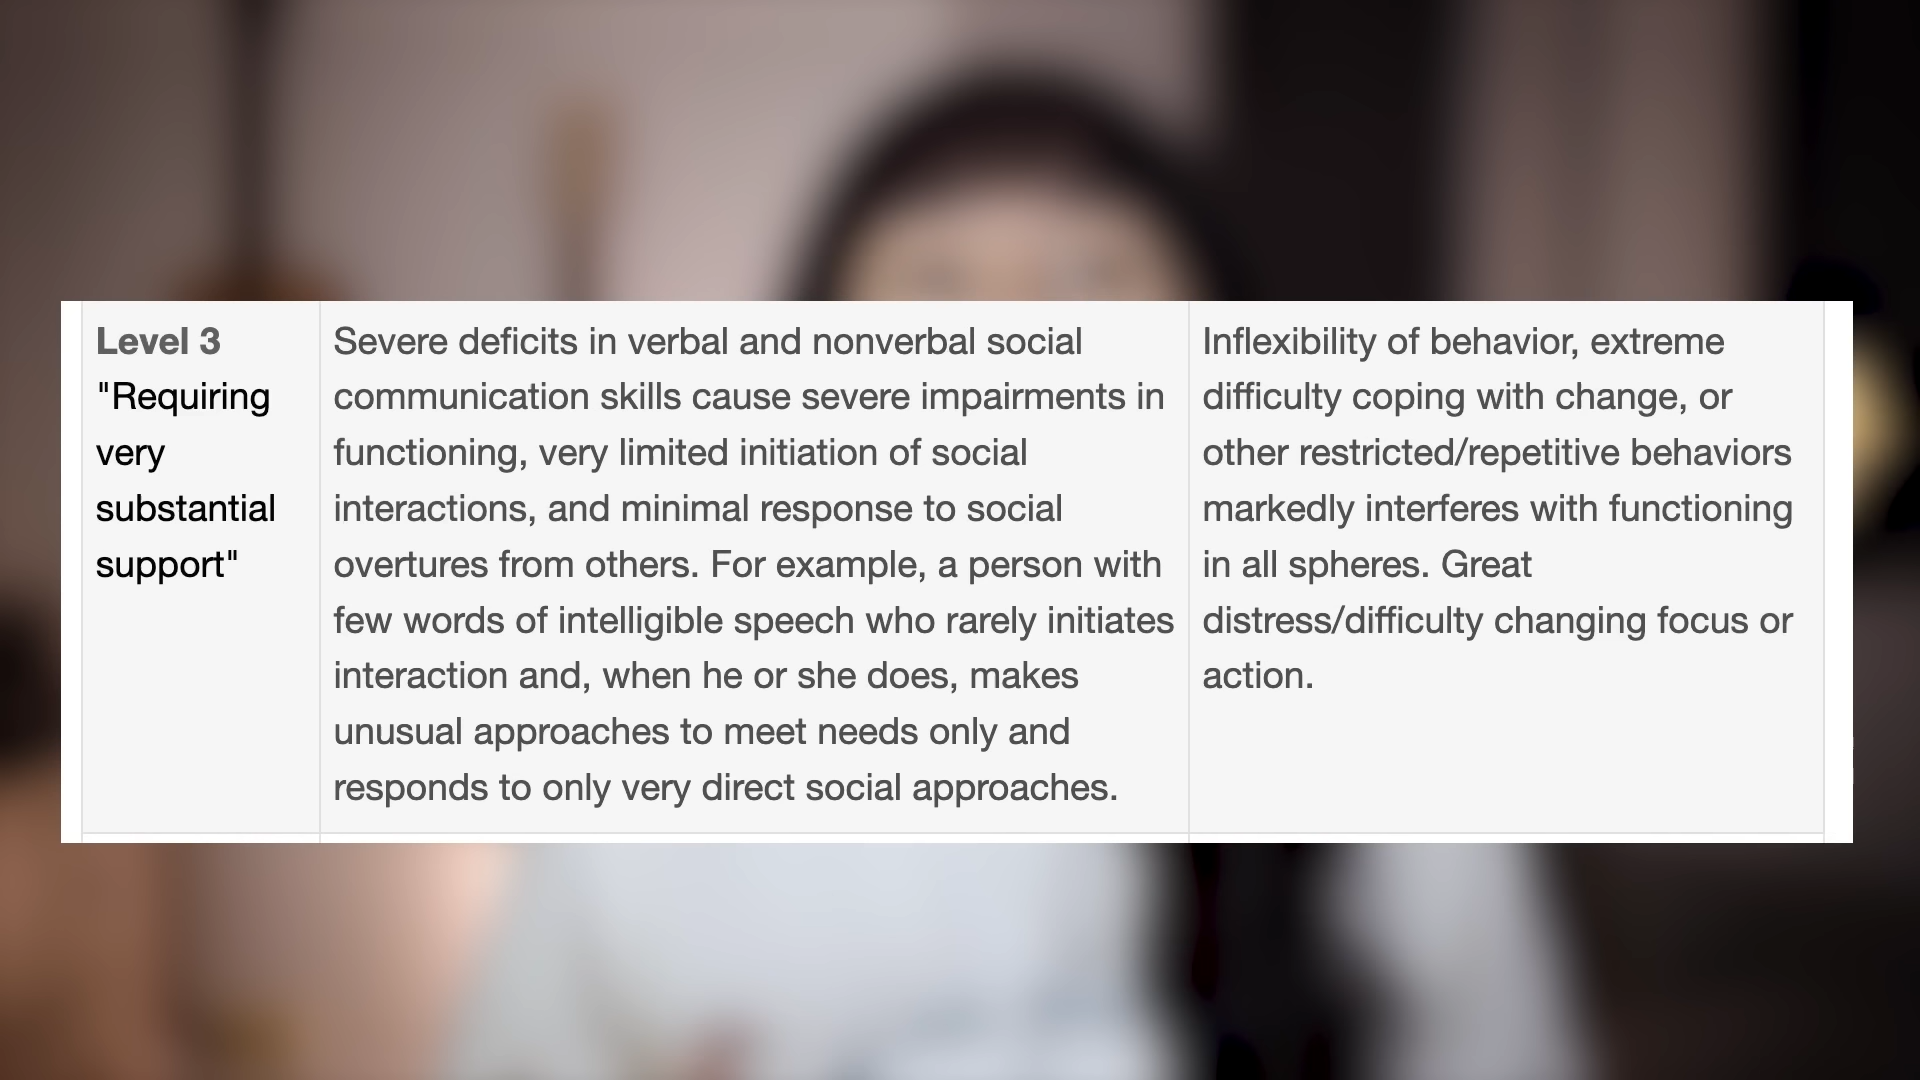 Level 3
"Requiring
very
substantial
support"
Severe deficits in verbal and nonverbal social
communication skills cause severe impairments in
functioning, very limited initiation of social
interactions, and minimal response to social
overtures from others. For example, a person with
few words of intelligible speech who rarely initiates
interaction and, when he or she does, makes
unusual approaches to meet needs only and
responds to only very direct social approaches.
Inflexibility of behavior, extreme
difficulty coping with change, or
other restricted/repetitive behaviors
markedly interferes with functioning
in all spheres. Great
distress/difficulty changing focus or
action.